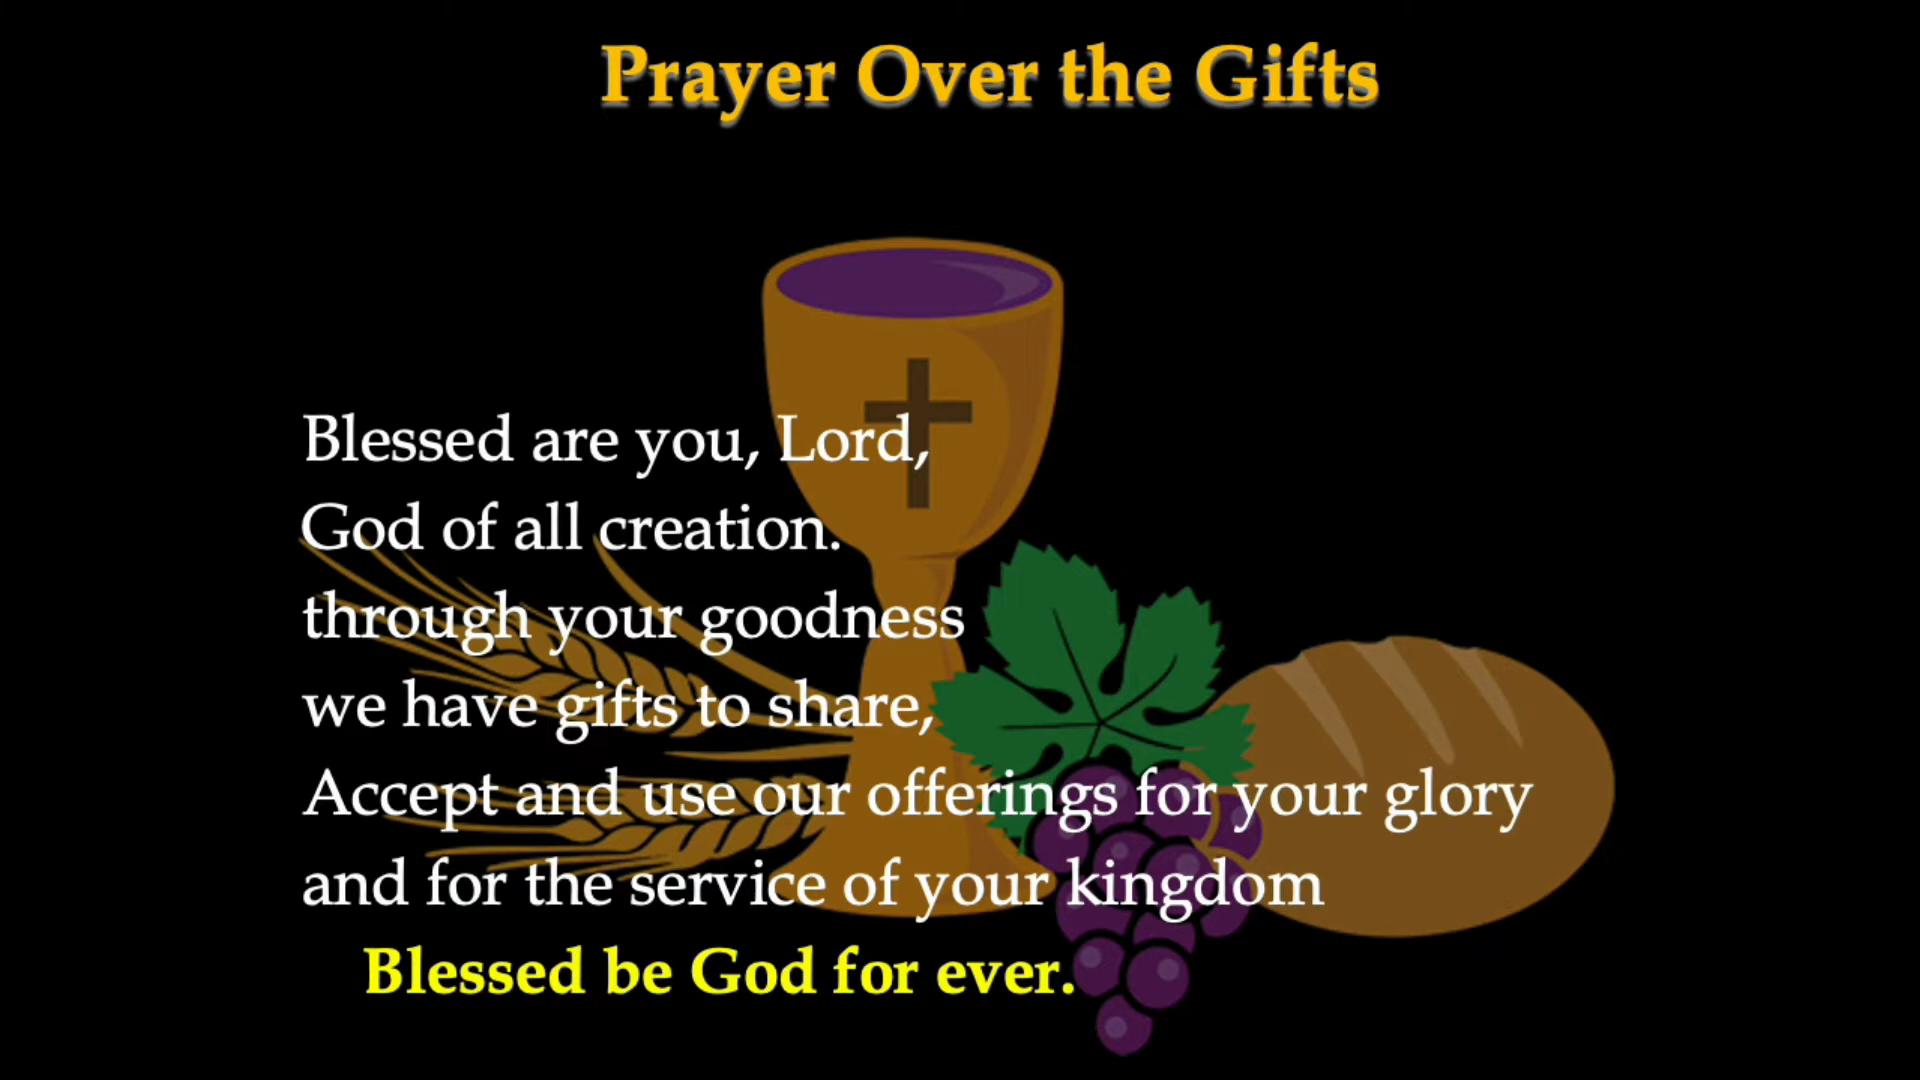 Prayer Over the Gifts
Blessed are you, Lord,
God of all creation.
through your goodness
we have gifts to share,
Accept and use our offerings for your glory
and for the service of your kingdom
Blessed be God for ever.